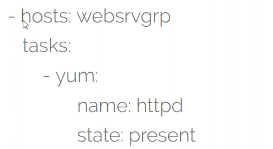 - hosts: websrvgrp
tasks:
- yum:
name: httpd
state: present